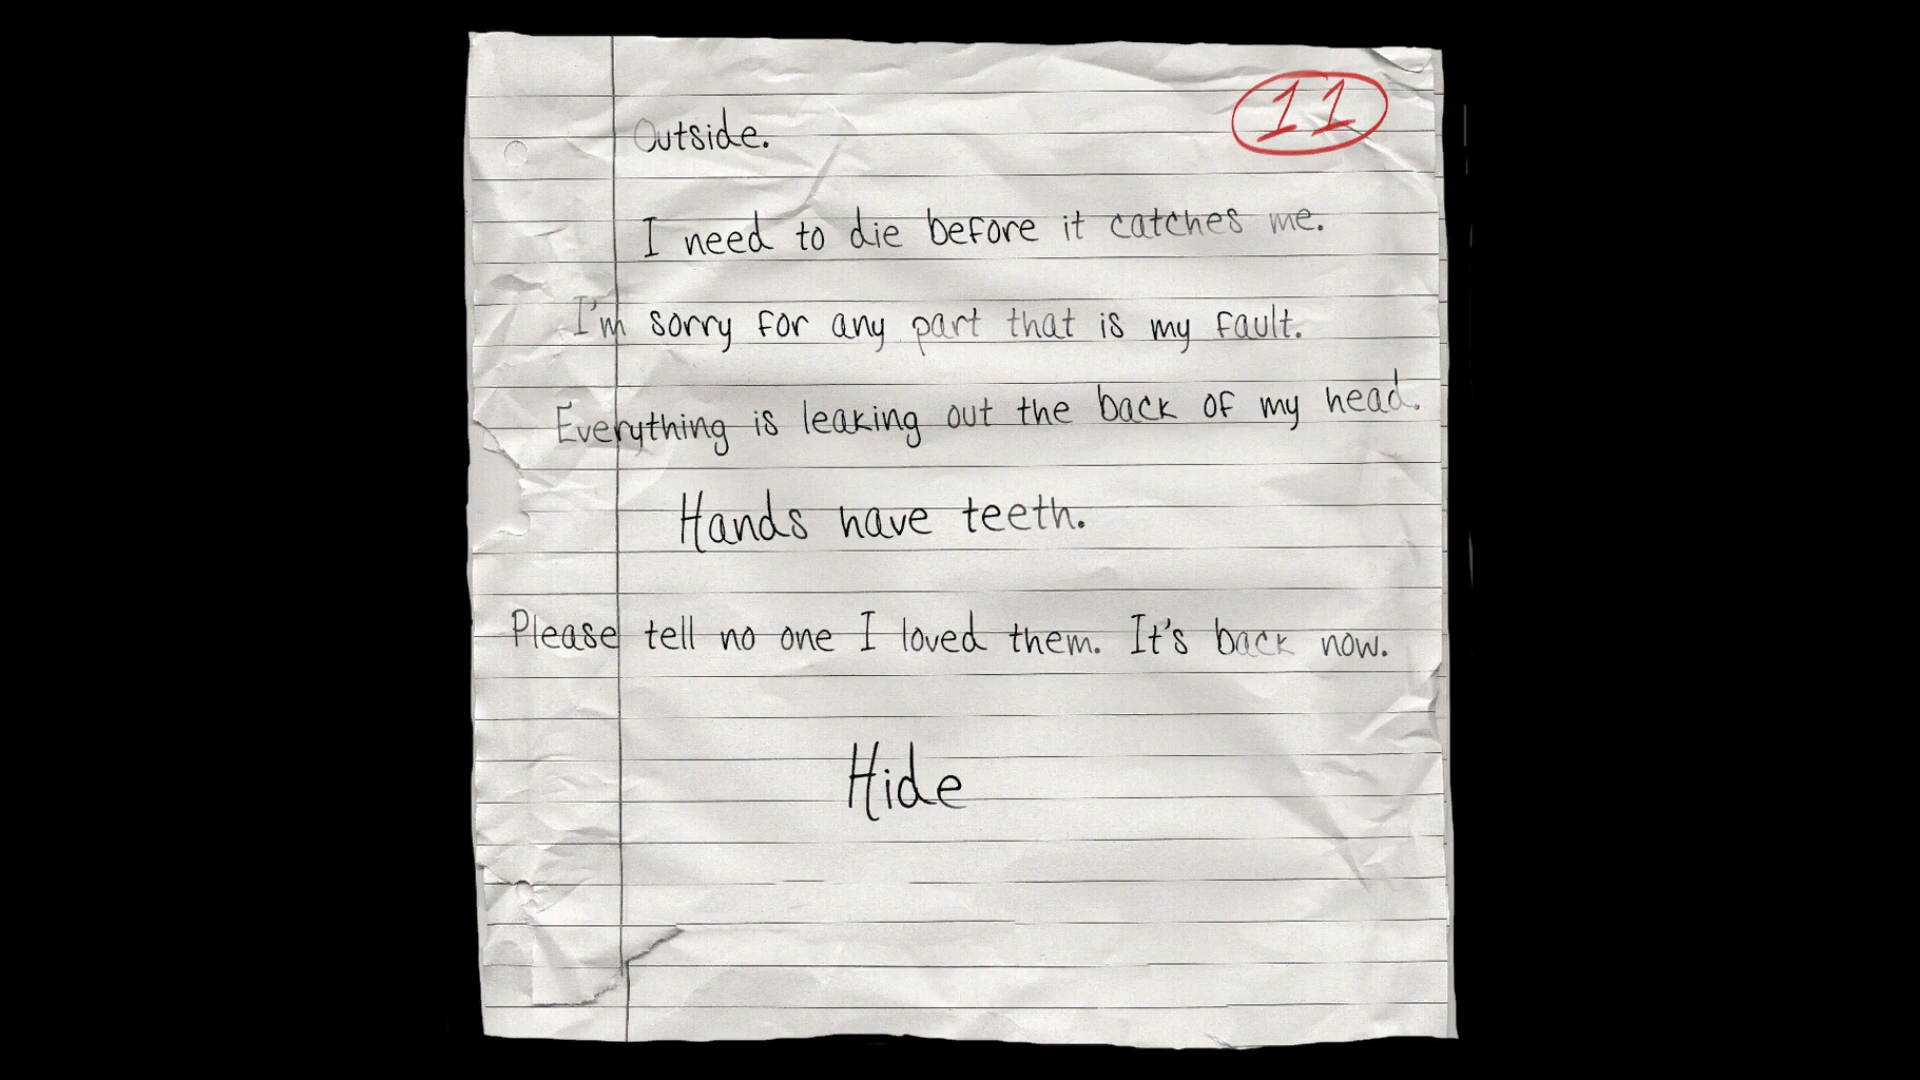 11
Outside.
I need to die before it catches me.
I'm sorry for any part that is my fault.
Everything is leaking out the back of my head.
Hands have teeth.
Please tell no one I loved them. It's back now.
Hide